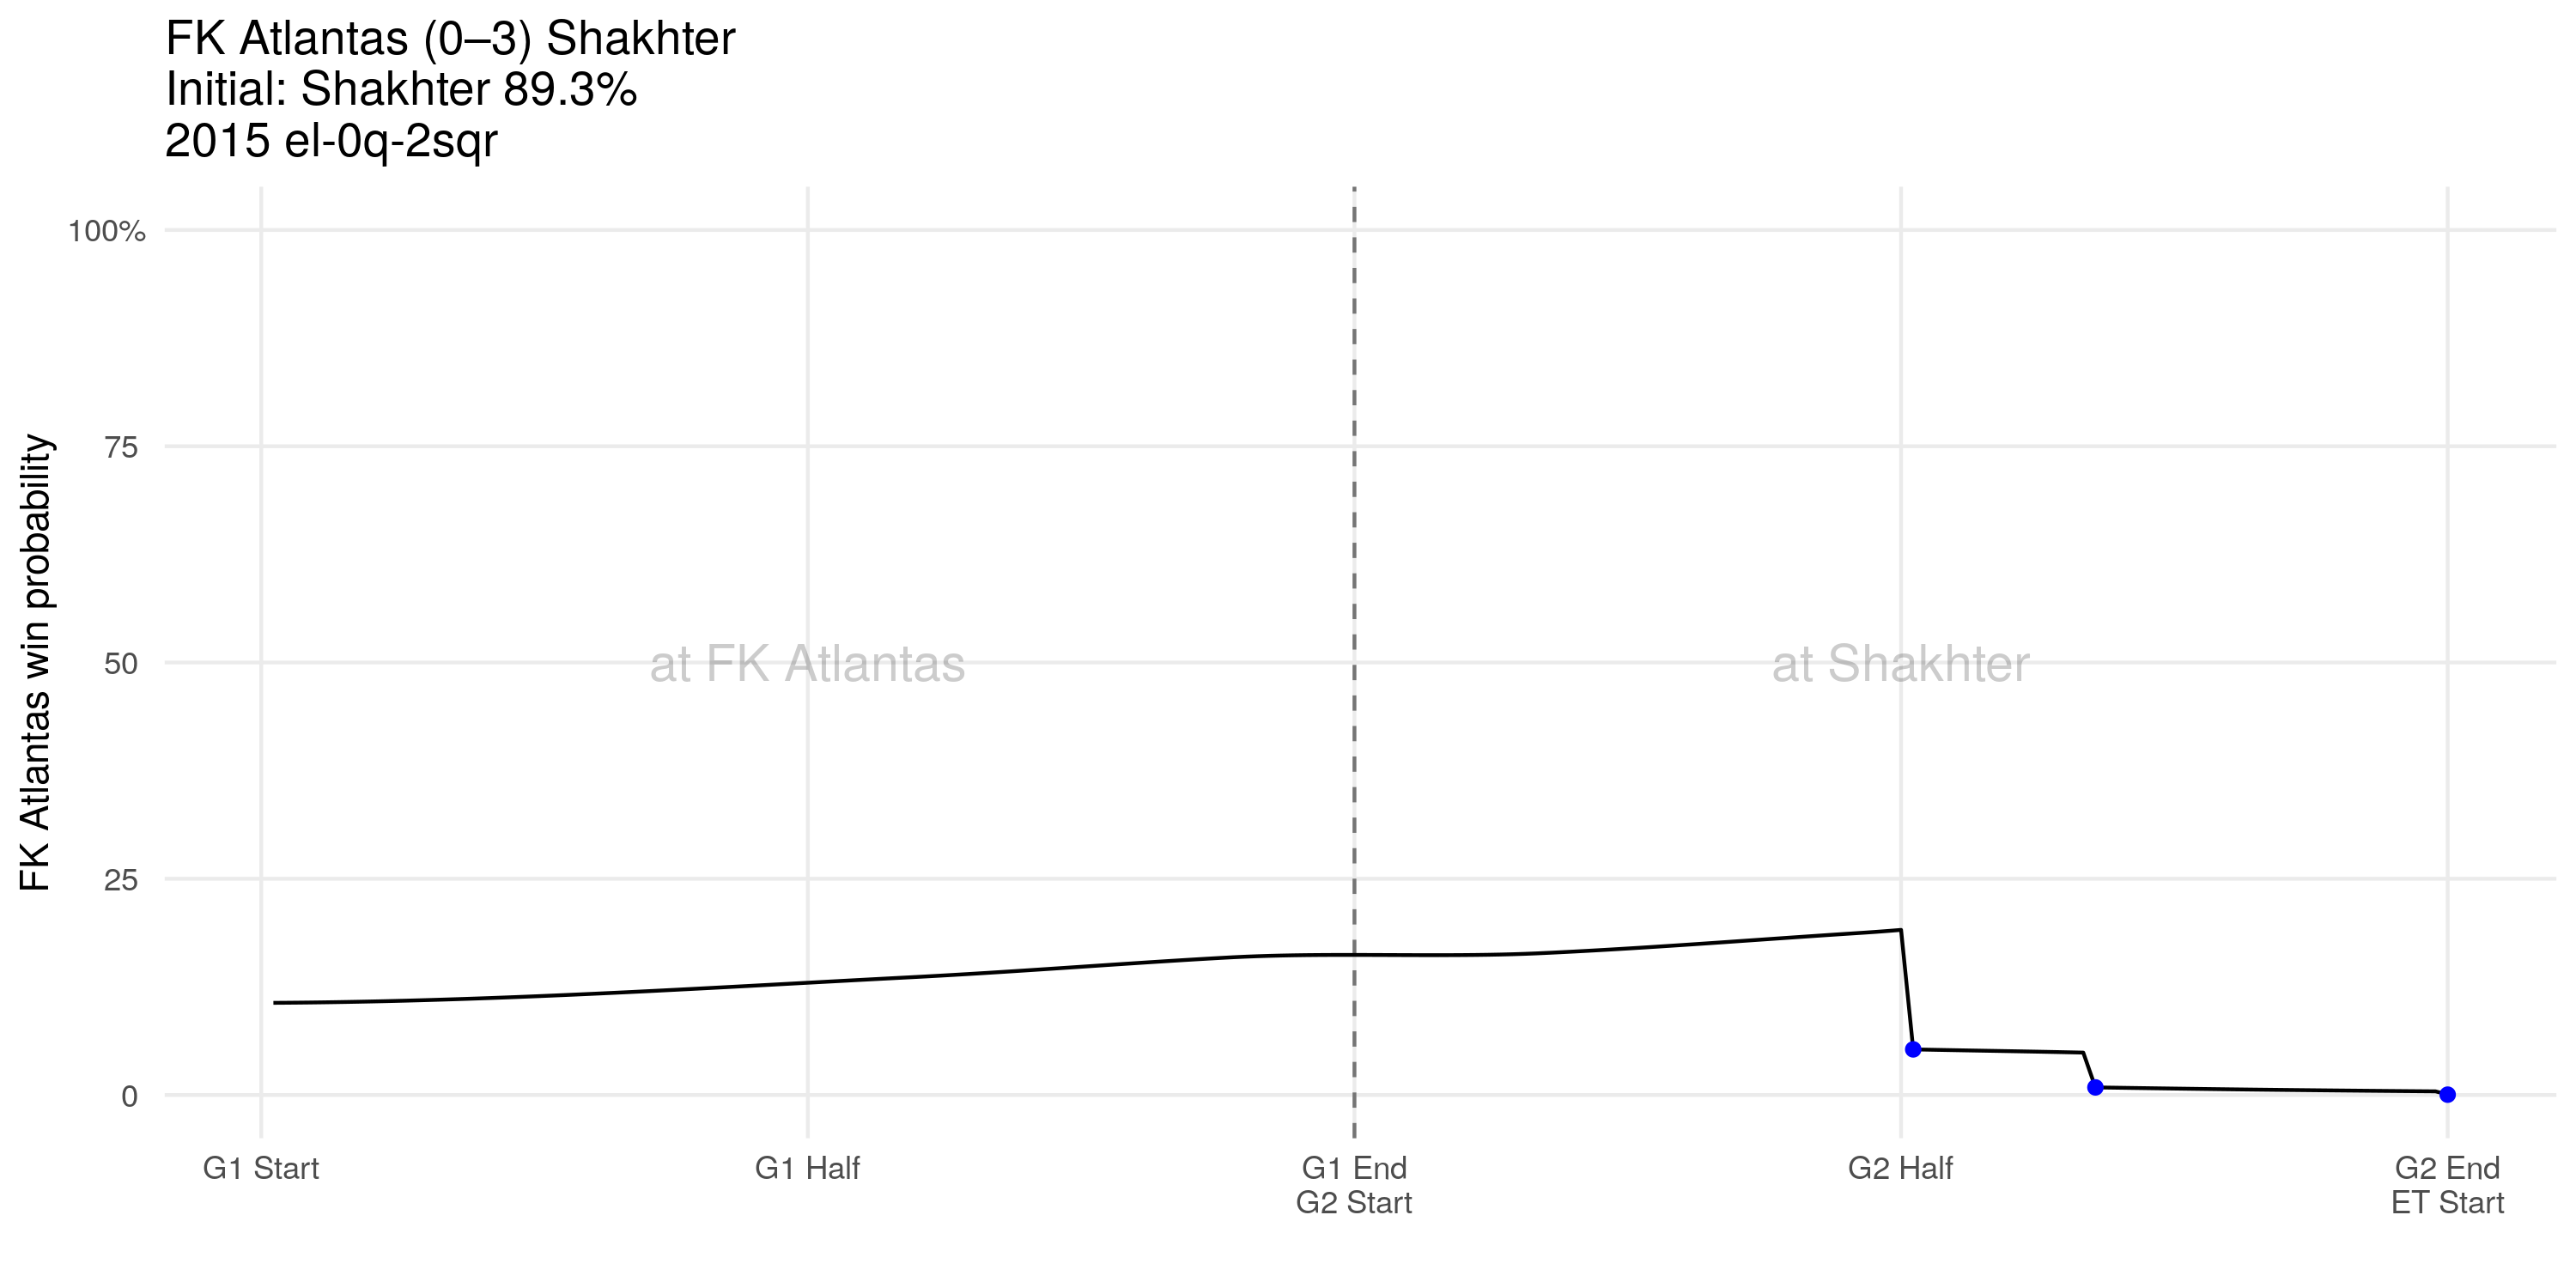 FK Atlantas (0–3) Shakhter
Initial: Shakhter 89.3%
2015 el-0q-2sqr
FK Atlantas win probability
100%
75
50
25
0
at FK Atlantas
at Shakhter
G1 Start
G1 Half
G1 End
G2 Start
G2 Half
G2 End
ET Start